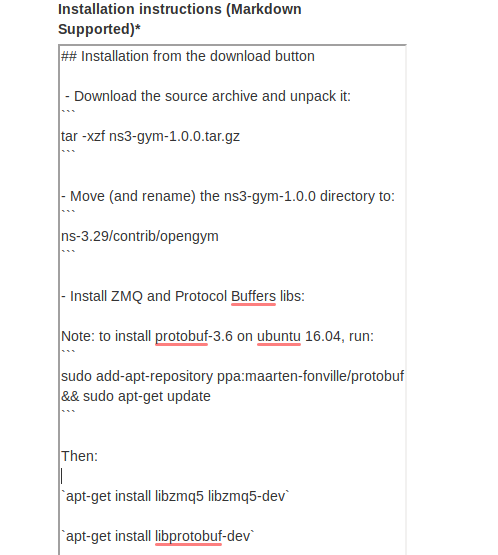 Installation instructions (Markdown
Supported)*
## Installation from the download button
- Download the source archive and unpack it:
```
tar -xzf ns3-gym-1.0.0.tar.gz
```
- Move (and rename) the ns3-gym-1.0.0 directory to:
```
ns-3.29/contrib/opengym
```
- Install ZMQ and Protocol Buffers libs:
Note: to install protobuf-3.6 on ubuntu 16.04, run:
```
sudo add-apt-repository ppa:maarten-fonville/protobuf
&& sudo apt-get update
```
Then:
`apt-get install libzmq5 libzmq5-dev`
`apt-get install libprotobuf-dev`